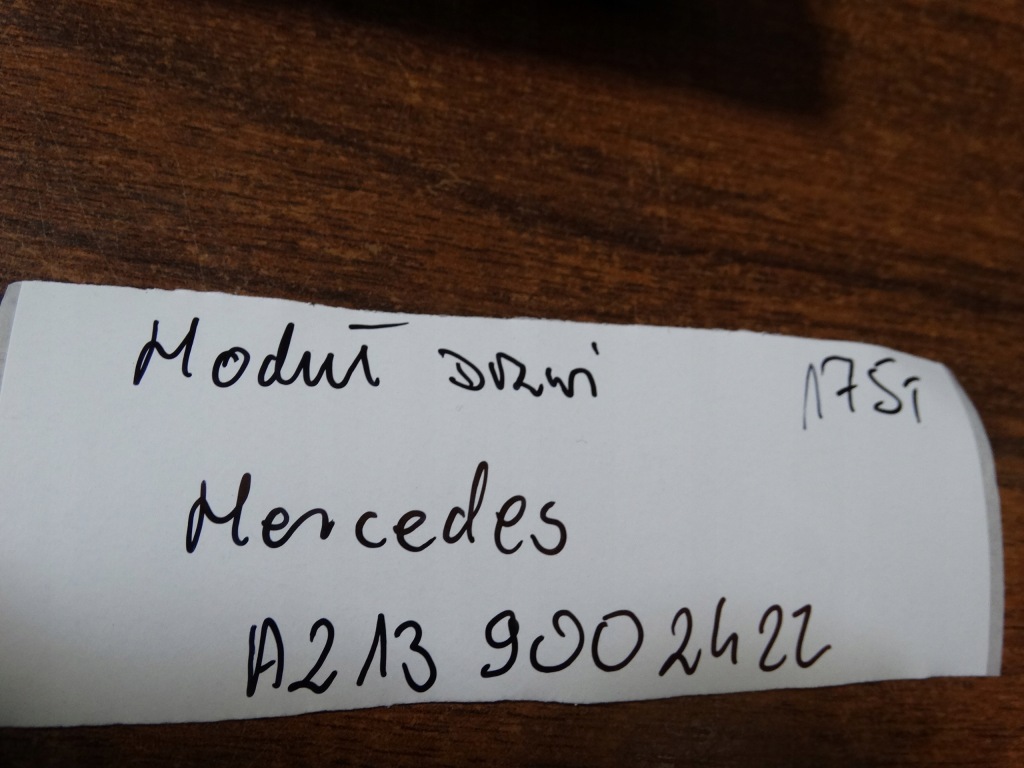 Moduł Drzwi 175i
Mercedes
A213 9002422